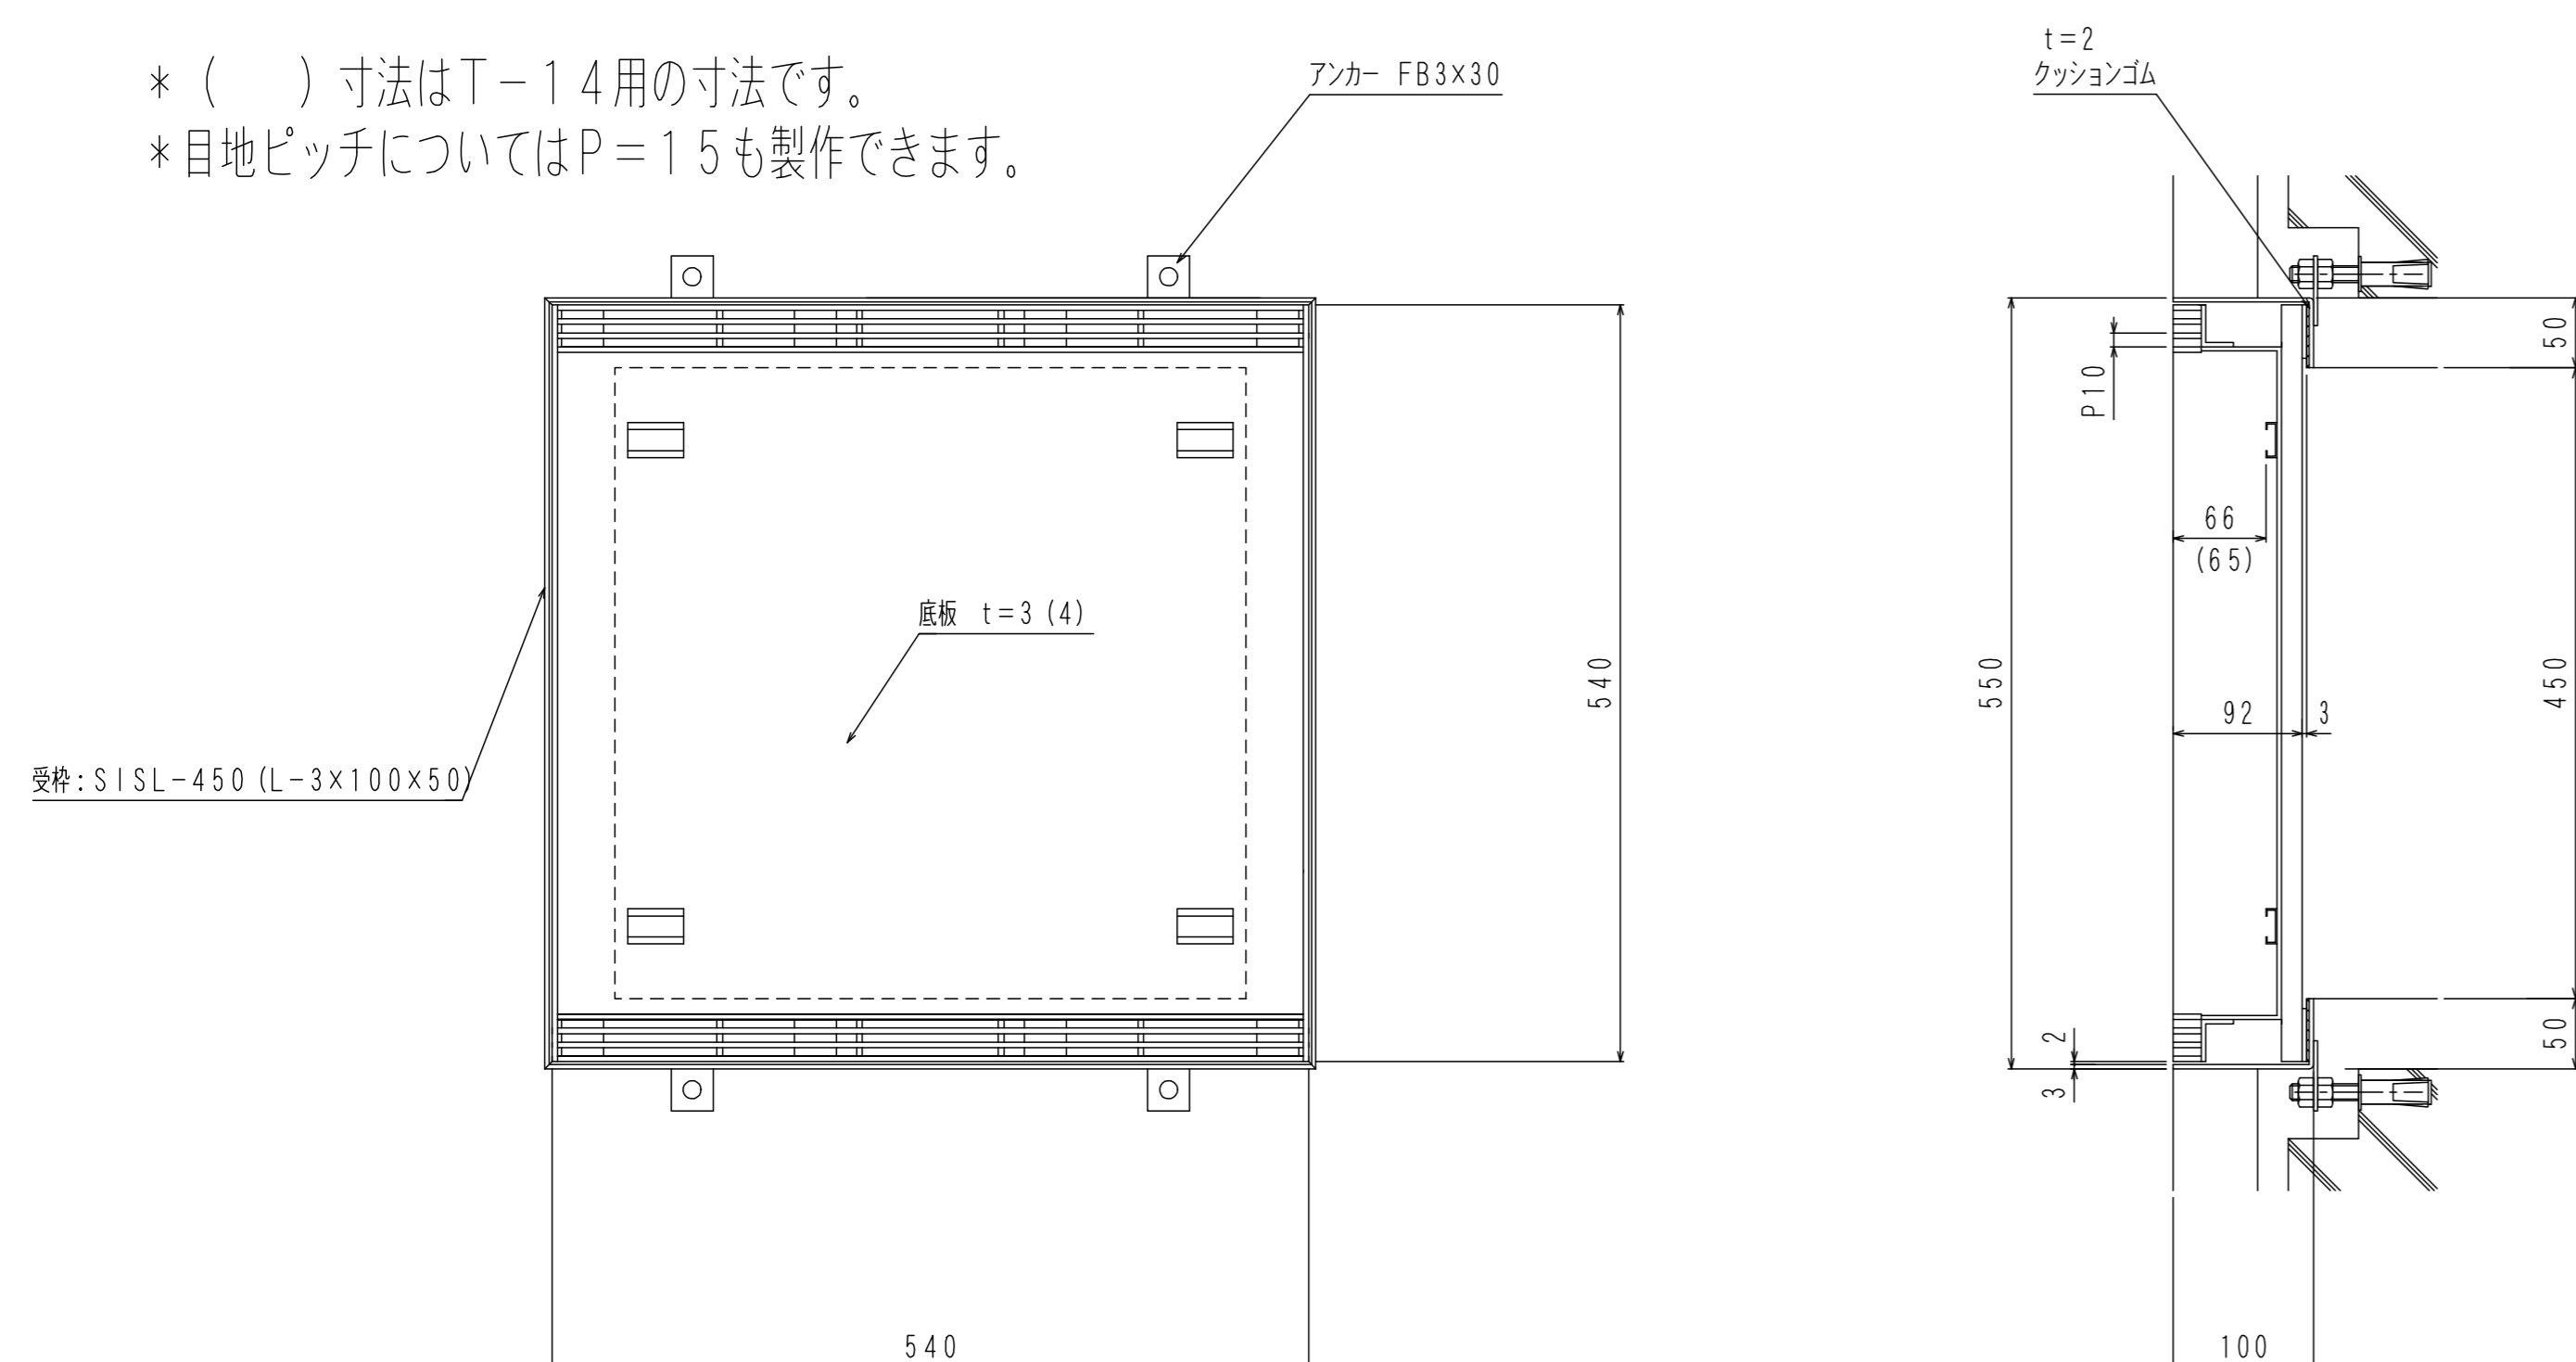 *( )寸法はT-14用の寸法です。
*目地ピッチについてはP=15も製作できます。
アンカー FB3×30
t=2
クッションゴム
P10
50
66
(65)
底板 t=3(4)
540
550
450
92
3
受枠:SISL-450(L-3×100×50)
2
3
50
540
100